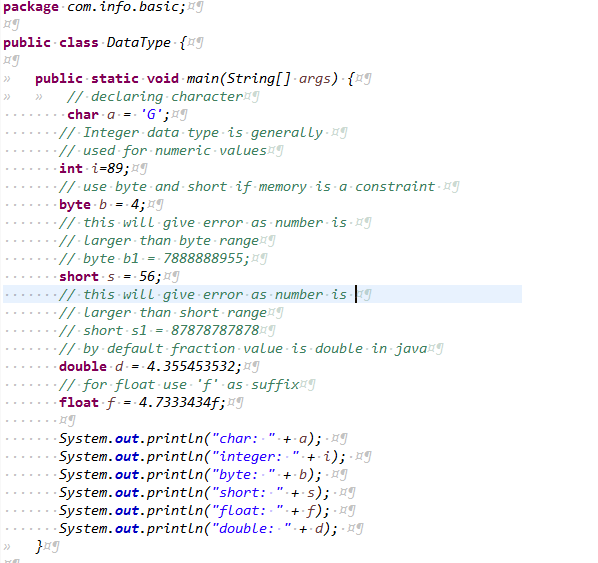 package com.info.basic;
public class DataType {
public static void main(String[] args) {
// declaring character
char a = 'G';
// Integer data type is generally
// used for numeric values
int i=89;
// use byte and short if memory is a constraint
byte b = 4;
// this will give error as number is
// larger than byte range
// byte b1 = 7888888955;
short s = 56;
// this will give error as number is
// larger than short range
// short s1 = 87878787878
// by default fraction value is double in java
double d = 4.355453532;
// for float use 'f' as suffix
float f = 4.7333434f;
System.out.println("char: " + a);
System.out.println("integer: " + i);
System.out.println("byte: " + b);
System.out.println("short: " + s);
System.out.println("float: " + f);
System.out.println("double: " + d);
}